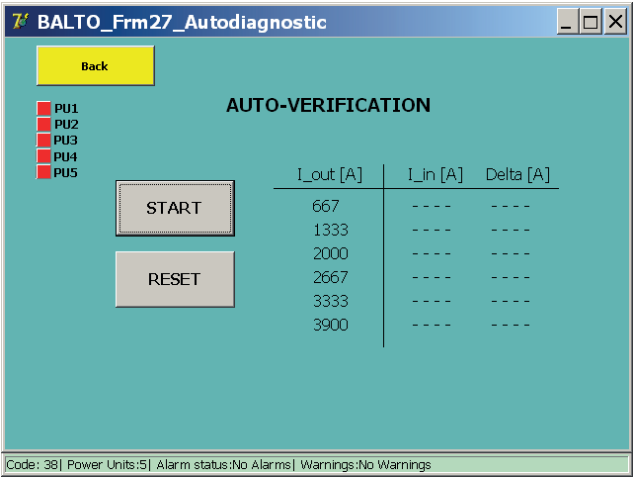 BALTO_Frm27_Autodiagnostic
Back
PU1
PU2
PU3
PU4
PU5
AUTO-VERIFICATION
START
RESET
I_out [A] I_in [A] Delta [A]
667 - - - - - - - -
1333 - - - - - - - -
2000 - - - - - - - -
2667 - - - - - - - -
3333 - - - - - - - -
3900 - - - - - - - -
Code: 38| Power Units:5| Alarm status:No Alarms| Warnings:No Warnings